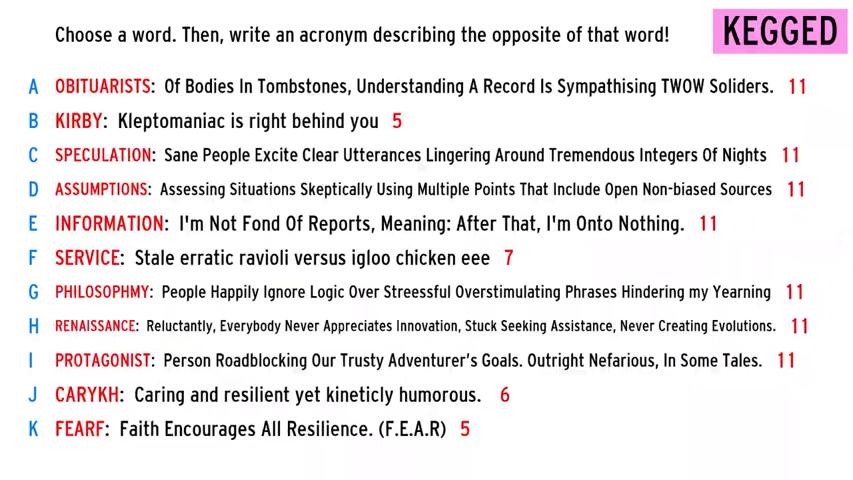 Choose a word. Then, write an acronym describing the opposite of that word!
KEGGED
A OBITUARISTS: Of Bodies In Tombstones, Understanding A Record Is Sympathising TWOW Soliders. 11
B KIRBY: Kleptomaniac is right behind you 5
C SPECULATION: Sane People Excite Clear Utterances Lingering Around Tremendous Integers Of Nights 11
D ASSUMPTIONS: Assessing Situations Skeptically Using Multiple Points That Include Open Non-biased Sources 11
E INFORMATION: I'm Not Fond Of Reports, Meaning: After That, I'm Onto Nothing. 11
F SERVICE: Stale erratic ravioli versus igloo chicken eee 7
G PHILOSOPHMY: People Happily Ignore Logic Over Streessful Overstimulating Phrases Hindering my Yearning 11
H RENAISSANCE: Reluctantly, Everybody Never Appreciates Innovation, Stuck Seeking Assistance, Never Creating Evolutions. 11
I PROTAGONIST: Person Roadblocking Our Trusty Adventurer's Goals. Outright Nefarious, In Some Tales. 11
J CARYKH: Caring and resilient yet kineticly humorous. 6
K FEARF: Faith Encourages All Resilience. (F.E.A.R) 5